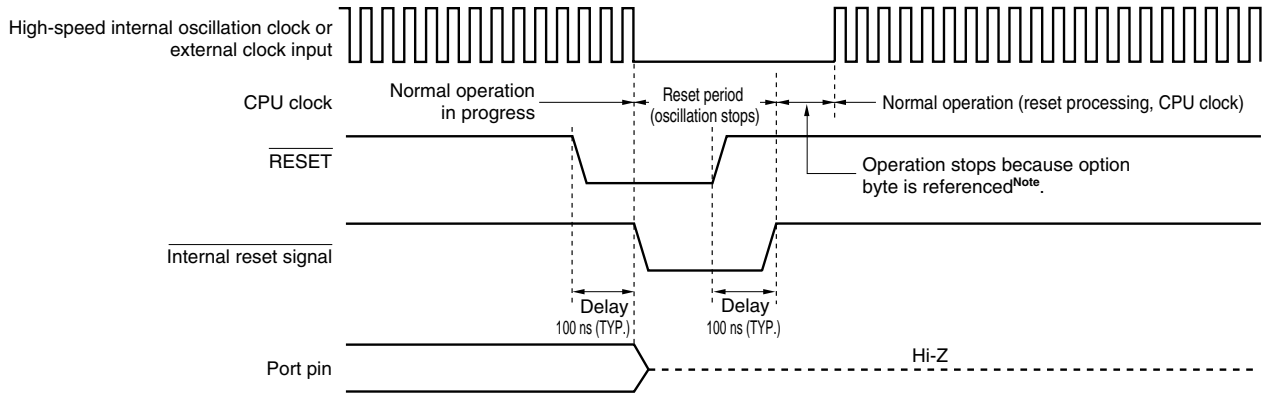 High-speed internal oscillation clock or
external clock input
CPU clock
Normal operation
in progress
Reset period
(oscillation stops)
Normal operation (reset processing, CPU clock)
RESET
Operation stops because option
byte is referencedNote.
Internal reset signal
Delay
100 ns (TYP.)
Delay
100 ns (TYP.)
Port pin
Hi-Z